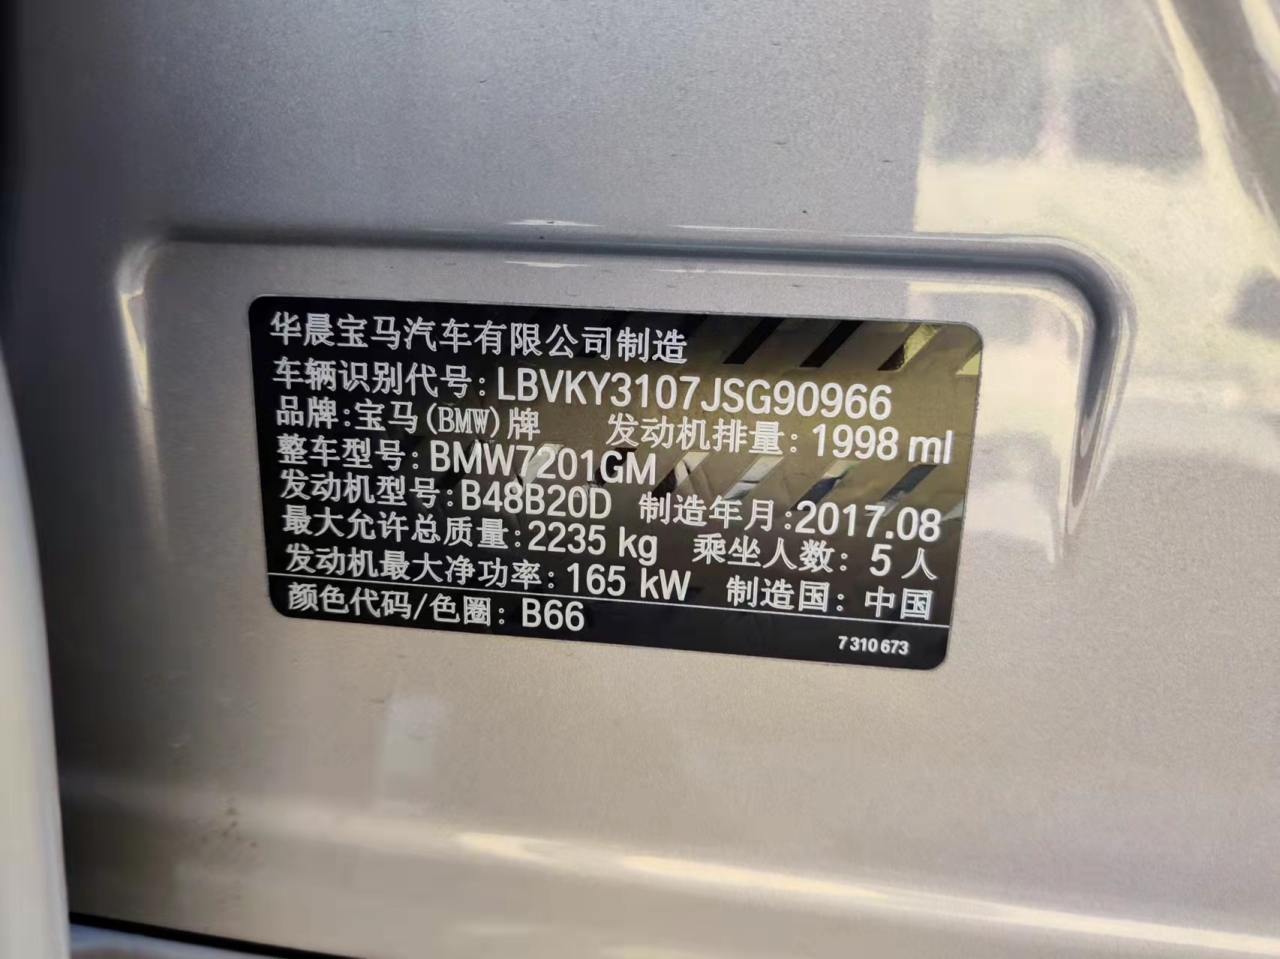 华晨宝马汽车有限公司制造
车辆识别代号: LBVKY3107JSG90966
品牌:宝马(BMW)牌 发动机排量: 1998 ml
整车型号: BMW7201GM
发动机型号:B48B20D 制造年月:2017.08
最大允许总质量:2235 kg 乘坐人数: 5 人
发动机最大净功率: 165 kW 制造国: 中国
颜色代码/色圈: B66
7 310 673